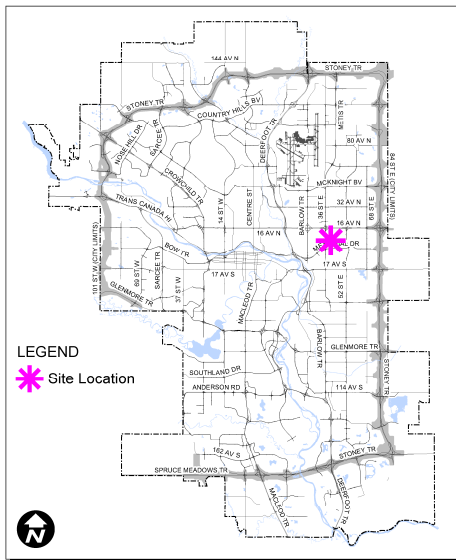 144 AV N
STONEY TR
STONEY TR
COUNTRY HILLS BV
NOSE HILL DR
SARCEE TR
DEERFOOT TR
METIS TR
80 AV N
CROWCHILD TR
MCKNIGHT BV
TRANS CANADA HI
14 ST W
CENTRE ST
BARLOW TR
36 ST E
32 AV N
68 ST E
84 ST E (CITY LIMITS)
16 AV N
16 AV N
DR
BOW TR
17 AV S
17 AV S
101 ST W (CITY LIMITS)
69 ST W
SARCEE TR
37 ST W
GLENMORE TR
MACLEOD TR
52 ST E
BARLOW TR
GLENMORE TR
STONEY TR
LEGEND
Site Location
SOUTHLAND DR
ANDERSON RD
114 AV S
162 AV S
STONEY TR
SPRUCE MEADOWS TR
MACLEOD TR
DEERFOOT TR
N